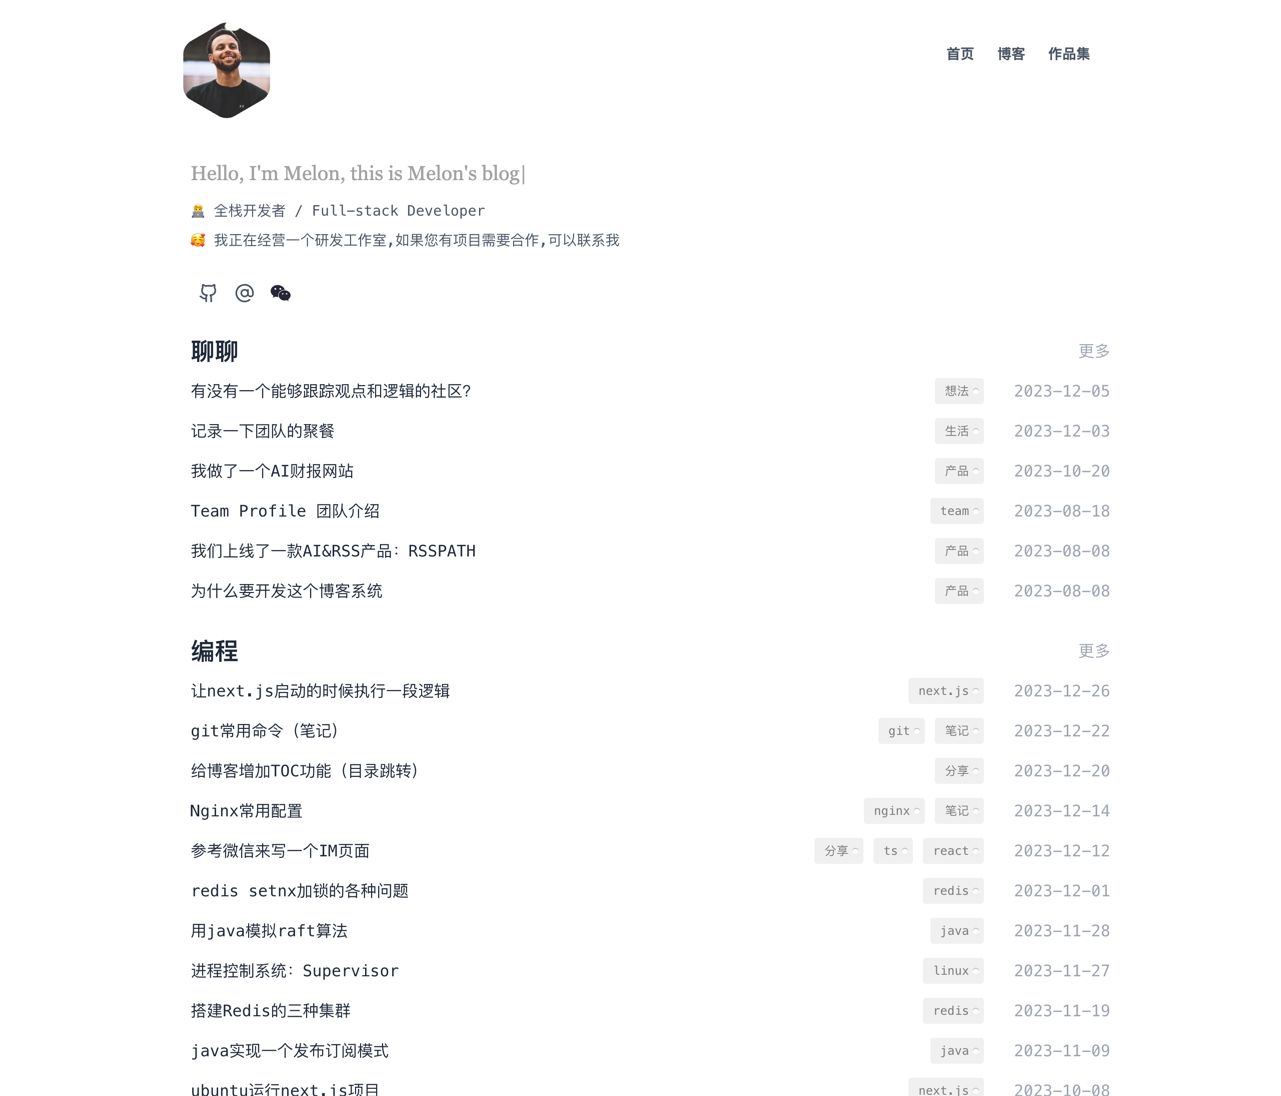 首页 博客 作品集
Hello, I'm Melon, this is Melon's blog|
全栈开发者 / Full-stack Developer
我正在经营一个研发工作室,如果您有项目需要合作,可以联系我
聊聊 更多
有没有一个能够跟踪观点和逻辑的社区? 想法 2023-12-05
记录一下团队的聚餐 生活 2023-12-03
我做了一个AI财报网站 产品 2023-10-20
Team Profile 团队介绍 team 2023-08-18
我们上线了一款AI&RSS产品：RSSPATH 产品 2023-08-08
为什么要开发这个博客系统 产品 2023-08-08
编程 更多
让next.js启动的时候执行一段逻辑 next.js 2023-12-26
git常用命令（笔记） git 笔记 2023-12-22
给博客增加TOC功能（目录跳转） 分享 2023-12-20
Nginx常用配置 nginx 笔记 2023-12-14
参考微信来写一个IM页面 分享 ts react 2023-12-12
redis setnx加锁的各种问题 redis 2023-12-01
用java模拟raft算法 java 2023-11-28
进程控制系统：Supervisor linux 2023-11-27
搭建Redis的三种集群 redis 2023-11-19
java实现一个发布订阅模式 java 2023-11-09
ubuntu运行next.js项目 next.js 2023-10-08